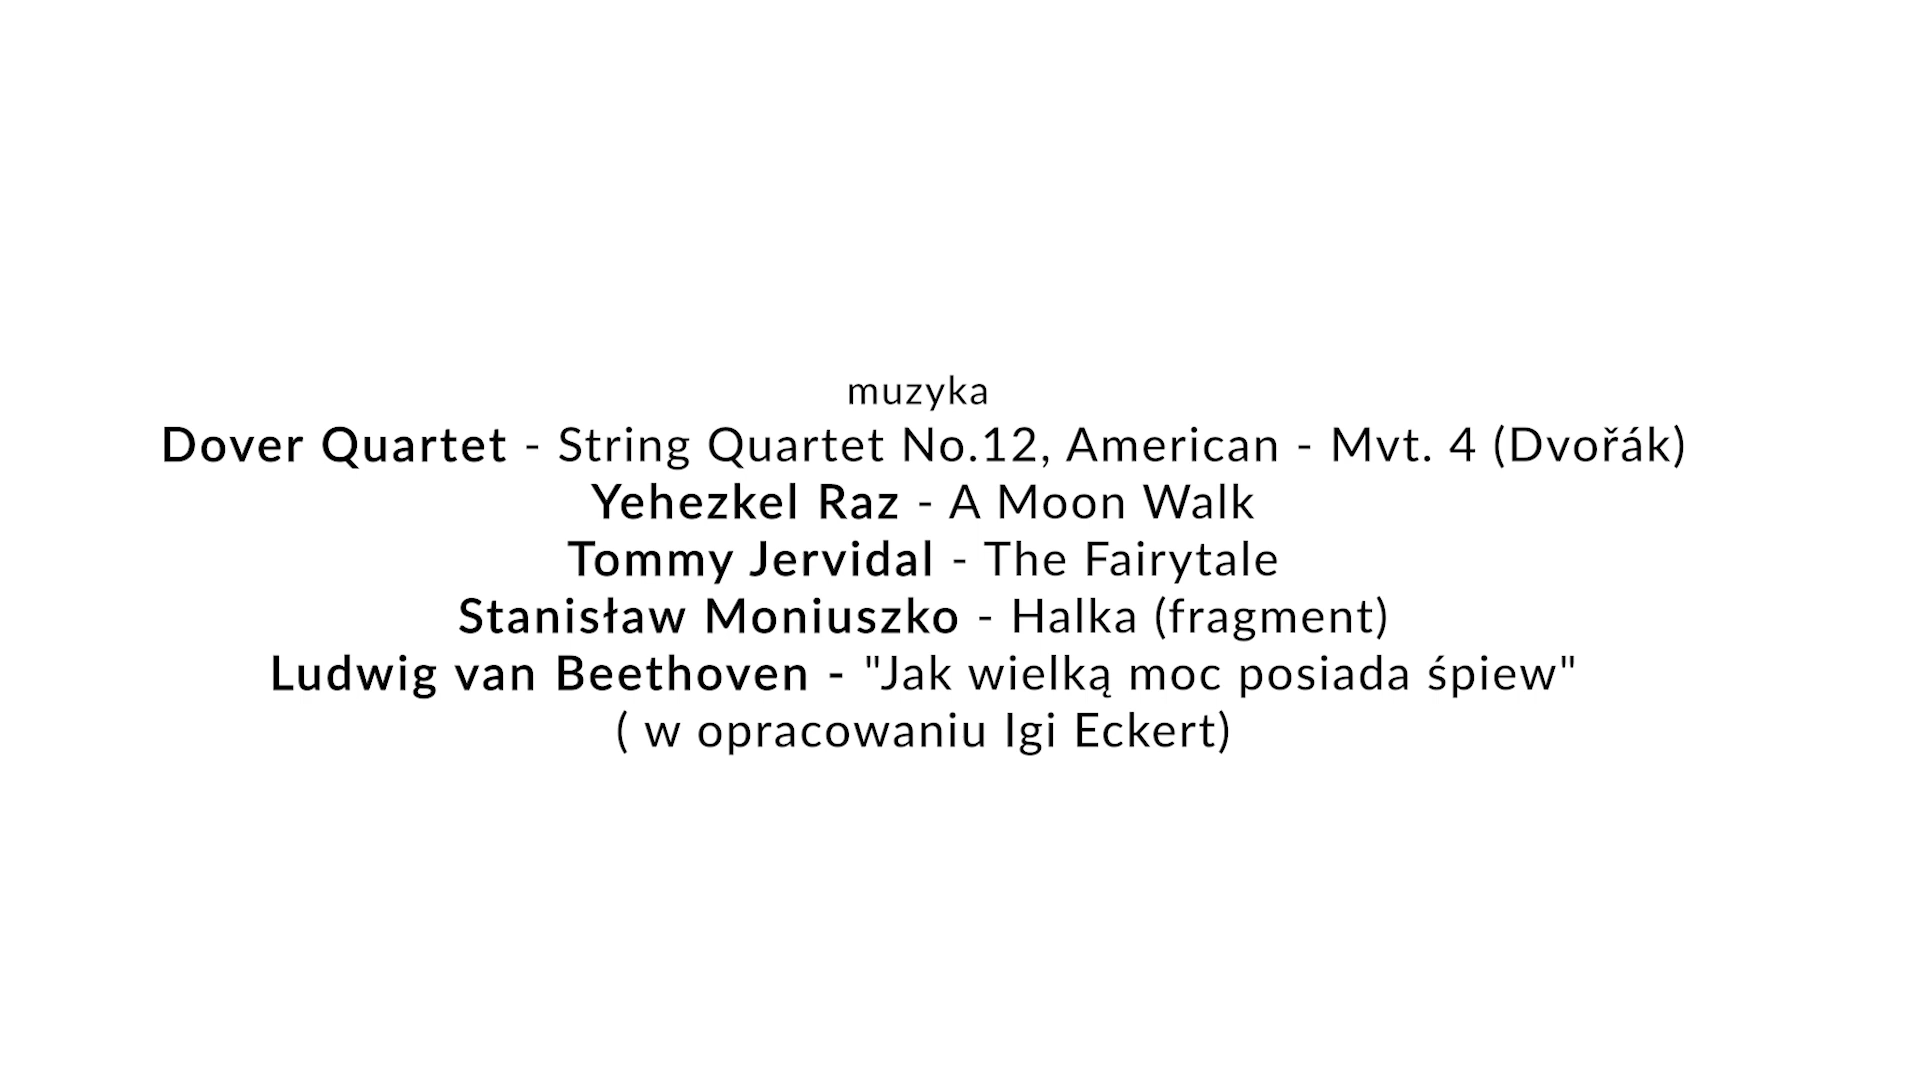 muzyka
Dover Quartet - String Quartet No.12, American - Mvt. 4 (Dvořák)
Yehezkel Raz - A Moon Walk
Tommy Jervidal - The Fairytale
Stanisław Moniuszko - Halka (fragment)
Ludwig van Beethoven - "Jak wielką moc posiada śpiew"
( w opracowaniu Igi Eckert)